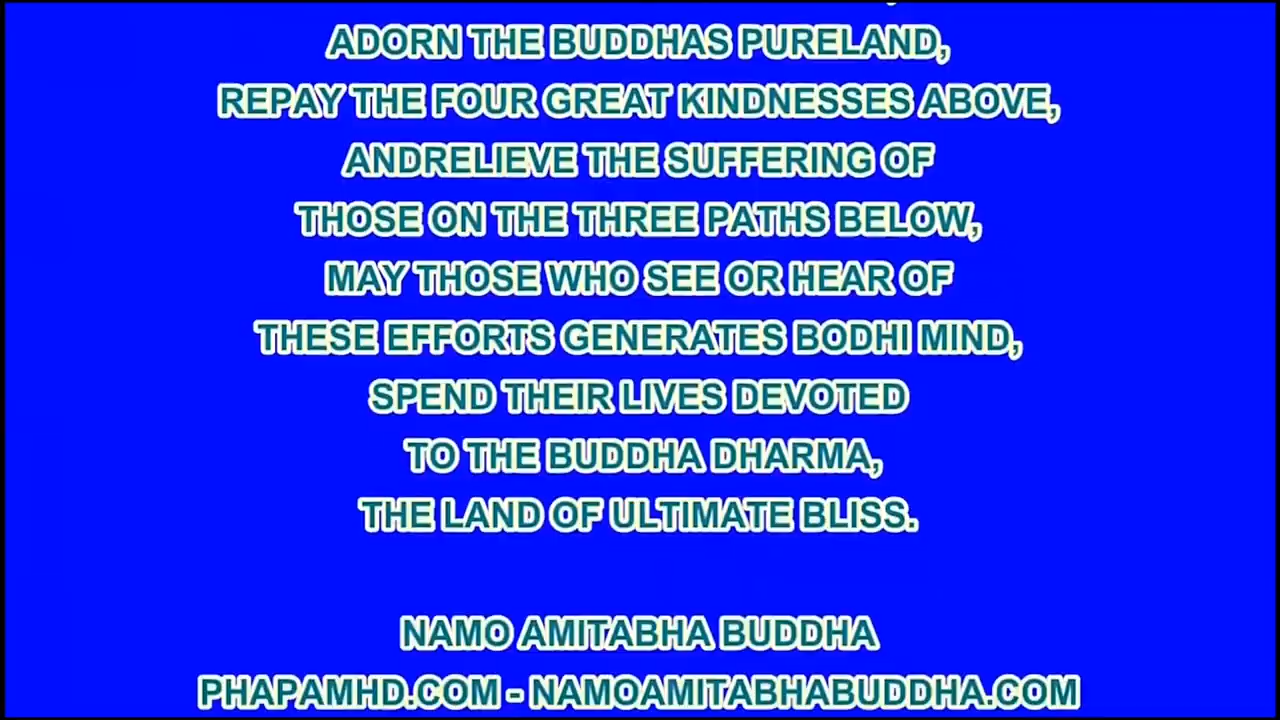 ADORN THE BUDDHAS PURELAND,
REPAY THE FOUR GREAT KINDNESSES ABOVE,
ANDRELIEVE THE SUFFERING OF
THOSE ON THE THREE PATHS BELOW,
MAY THOSE WHO SEE OR HEAR OF
THESE EFFORTS GENERATES BODHI MIND,
SPEND THEIR LIVES DEVOTED
TO THE BUDDHA DHARMA,
THE LAND OF ULTIMATE BLISS.
NAMO AMITABHA BUDDHA
PHAPAMHD.COM - NAMOAMITABHABUDDHA.COM